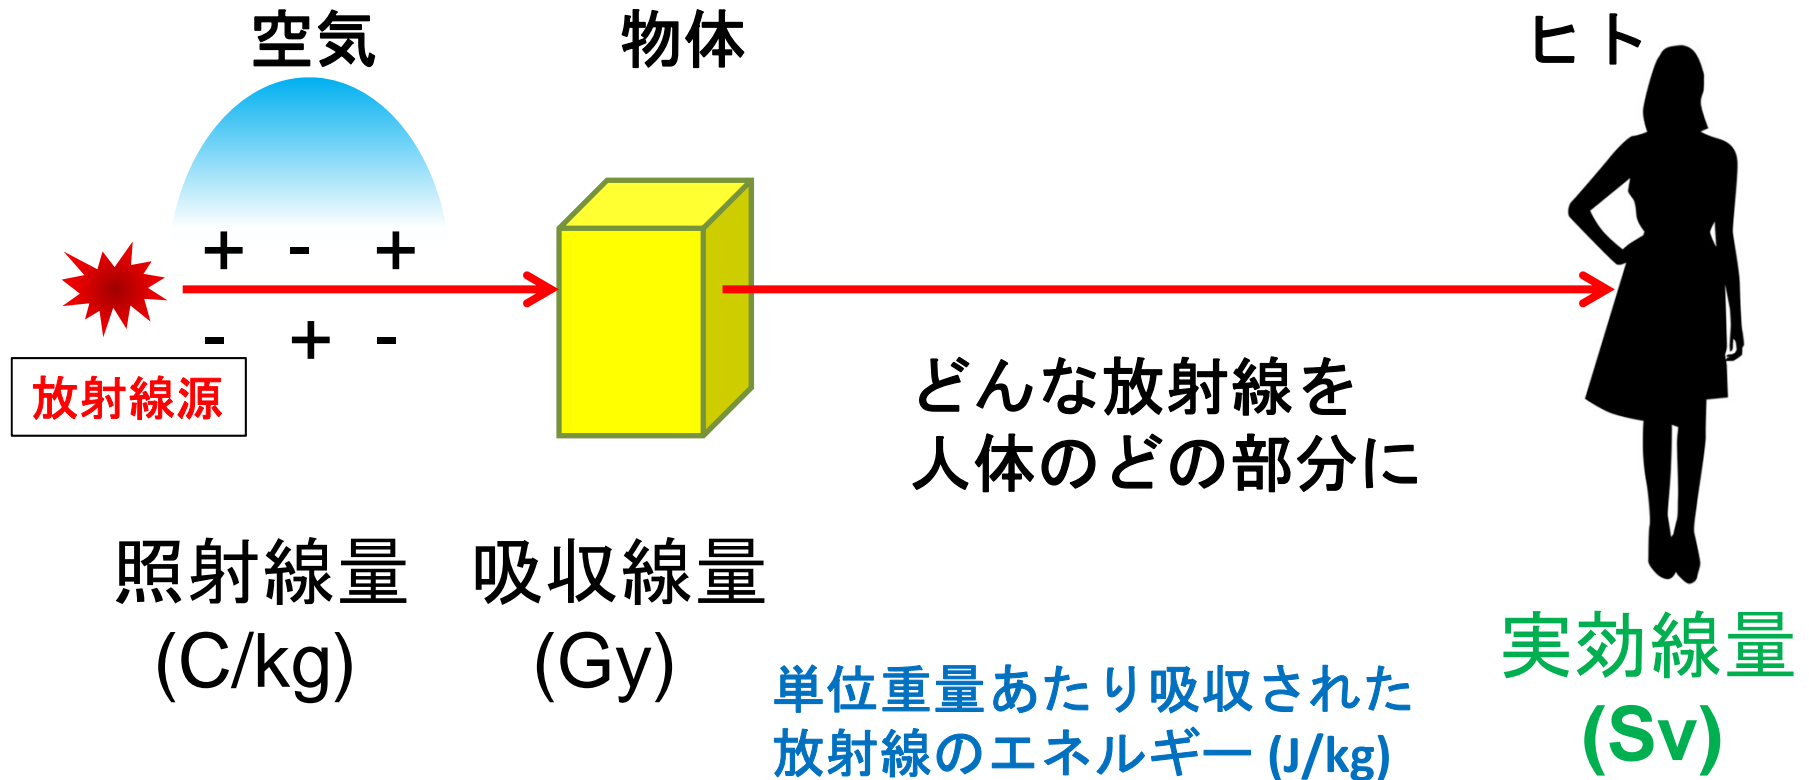 空気
物体
ヒト
+ - +
- + -
放射線源
どんな放射線を
人体のどの部分に
照射線量
(C/kg)
吸収線量
(Gy)
単位重量あたり吸収された
放射線のエネルギー (J/kg)
実効線量
(Sv)